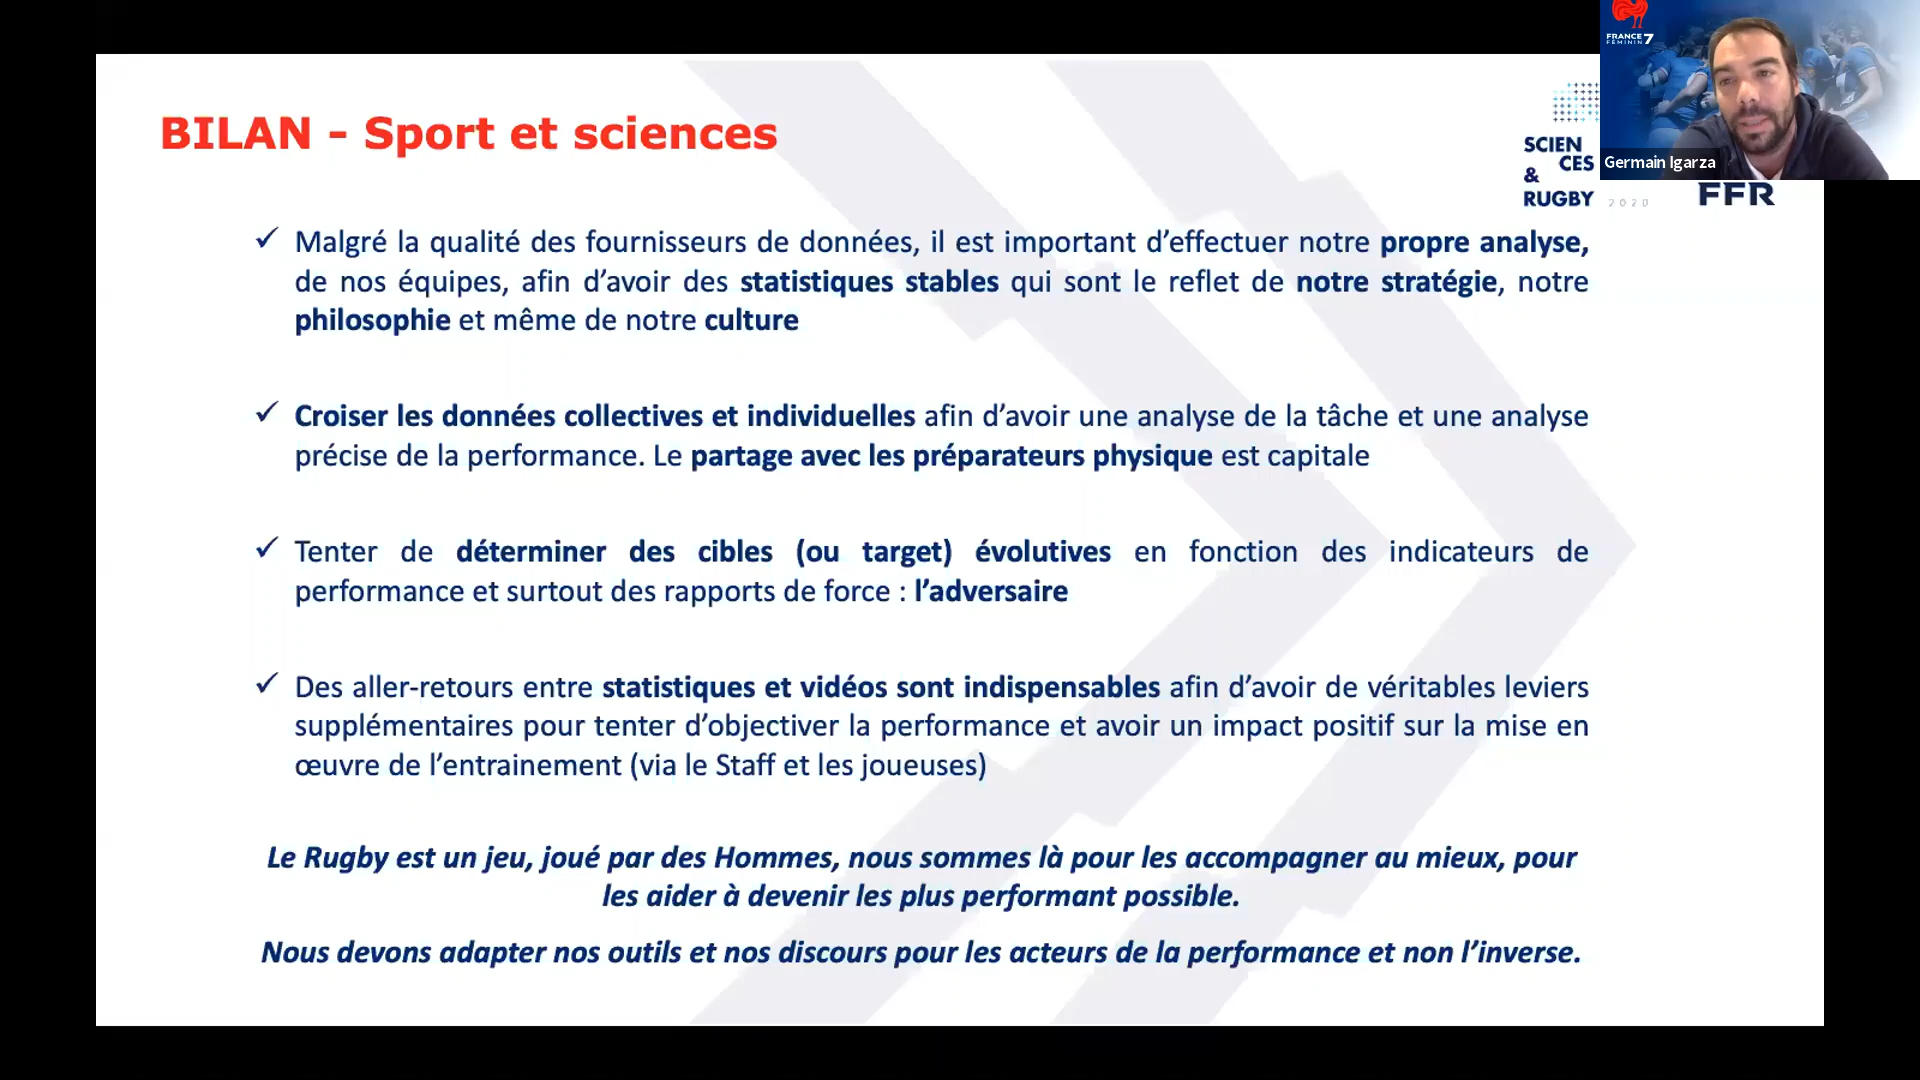 FRANCE 7
FÉMININ
Germain Igarza
BILAN - Sport et sciences
SCIEN
CES
&
RUGBY
2020
FFR
✓ Malgré la qualité des fournisseurs de données, il est important d’effectuer notre propre analyse,
de nos équipes, afin d’avoir des statistiques stables qui sont le reflet de notre stratégie, notre
philosophie et même de notre culture
✓ Croiser les données collectives et individuelles afin d’avoir une analyse de la tâche et une analyse
précise de la performance. Le partage avec les préparateurs physique est capitale
✓ Tenter de déterminer des cibles (ou target) évolutives en fonction des indicateurs de
performance et surtout des rapports de force : l’adversaire
✓ Des aller-retours entre statistiques et vidéos sont indispensables afin d’avoir de véritables leviers
supplémentaires pour tenter d’objectiver la performance et avoir un impact positif sur la mise en
œuvre de l’entrainement (via le Staff et les joueuses)
Le Rugby est un jeu, joué par des Hommes, nous sommes là pour les accompagner au mieux, pour
les aider à devenir les plus performant possible.
Nous devons adapter nos outils et nos discours pour les acteurs de la performance et non l’inverse.